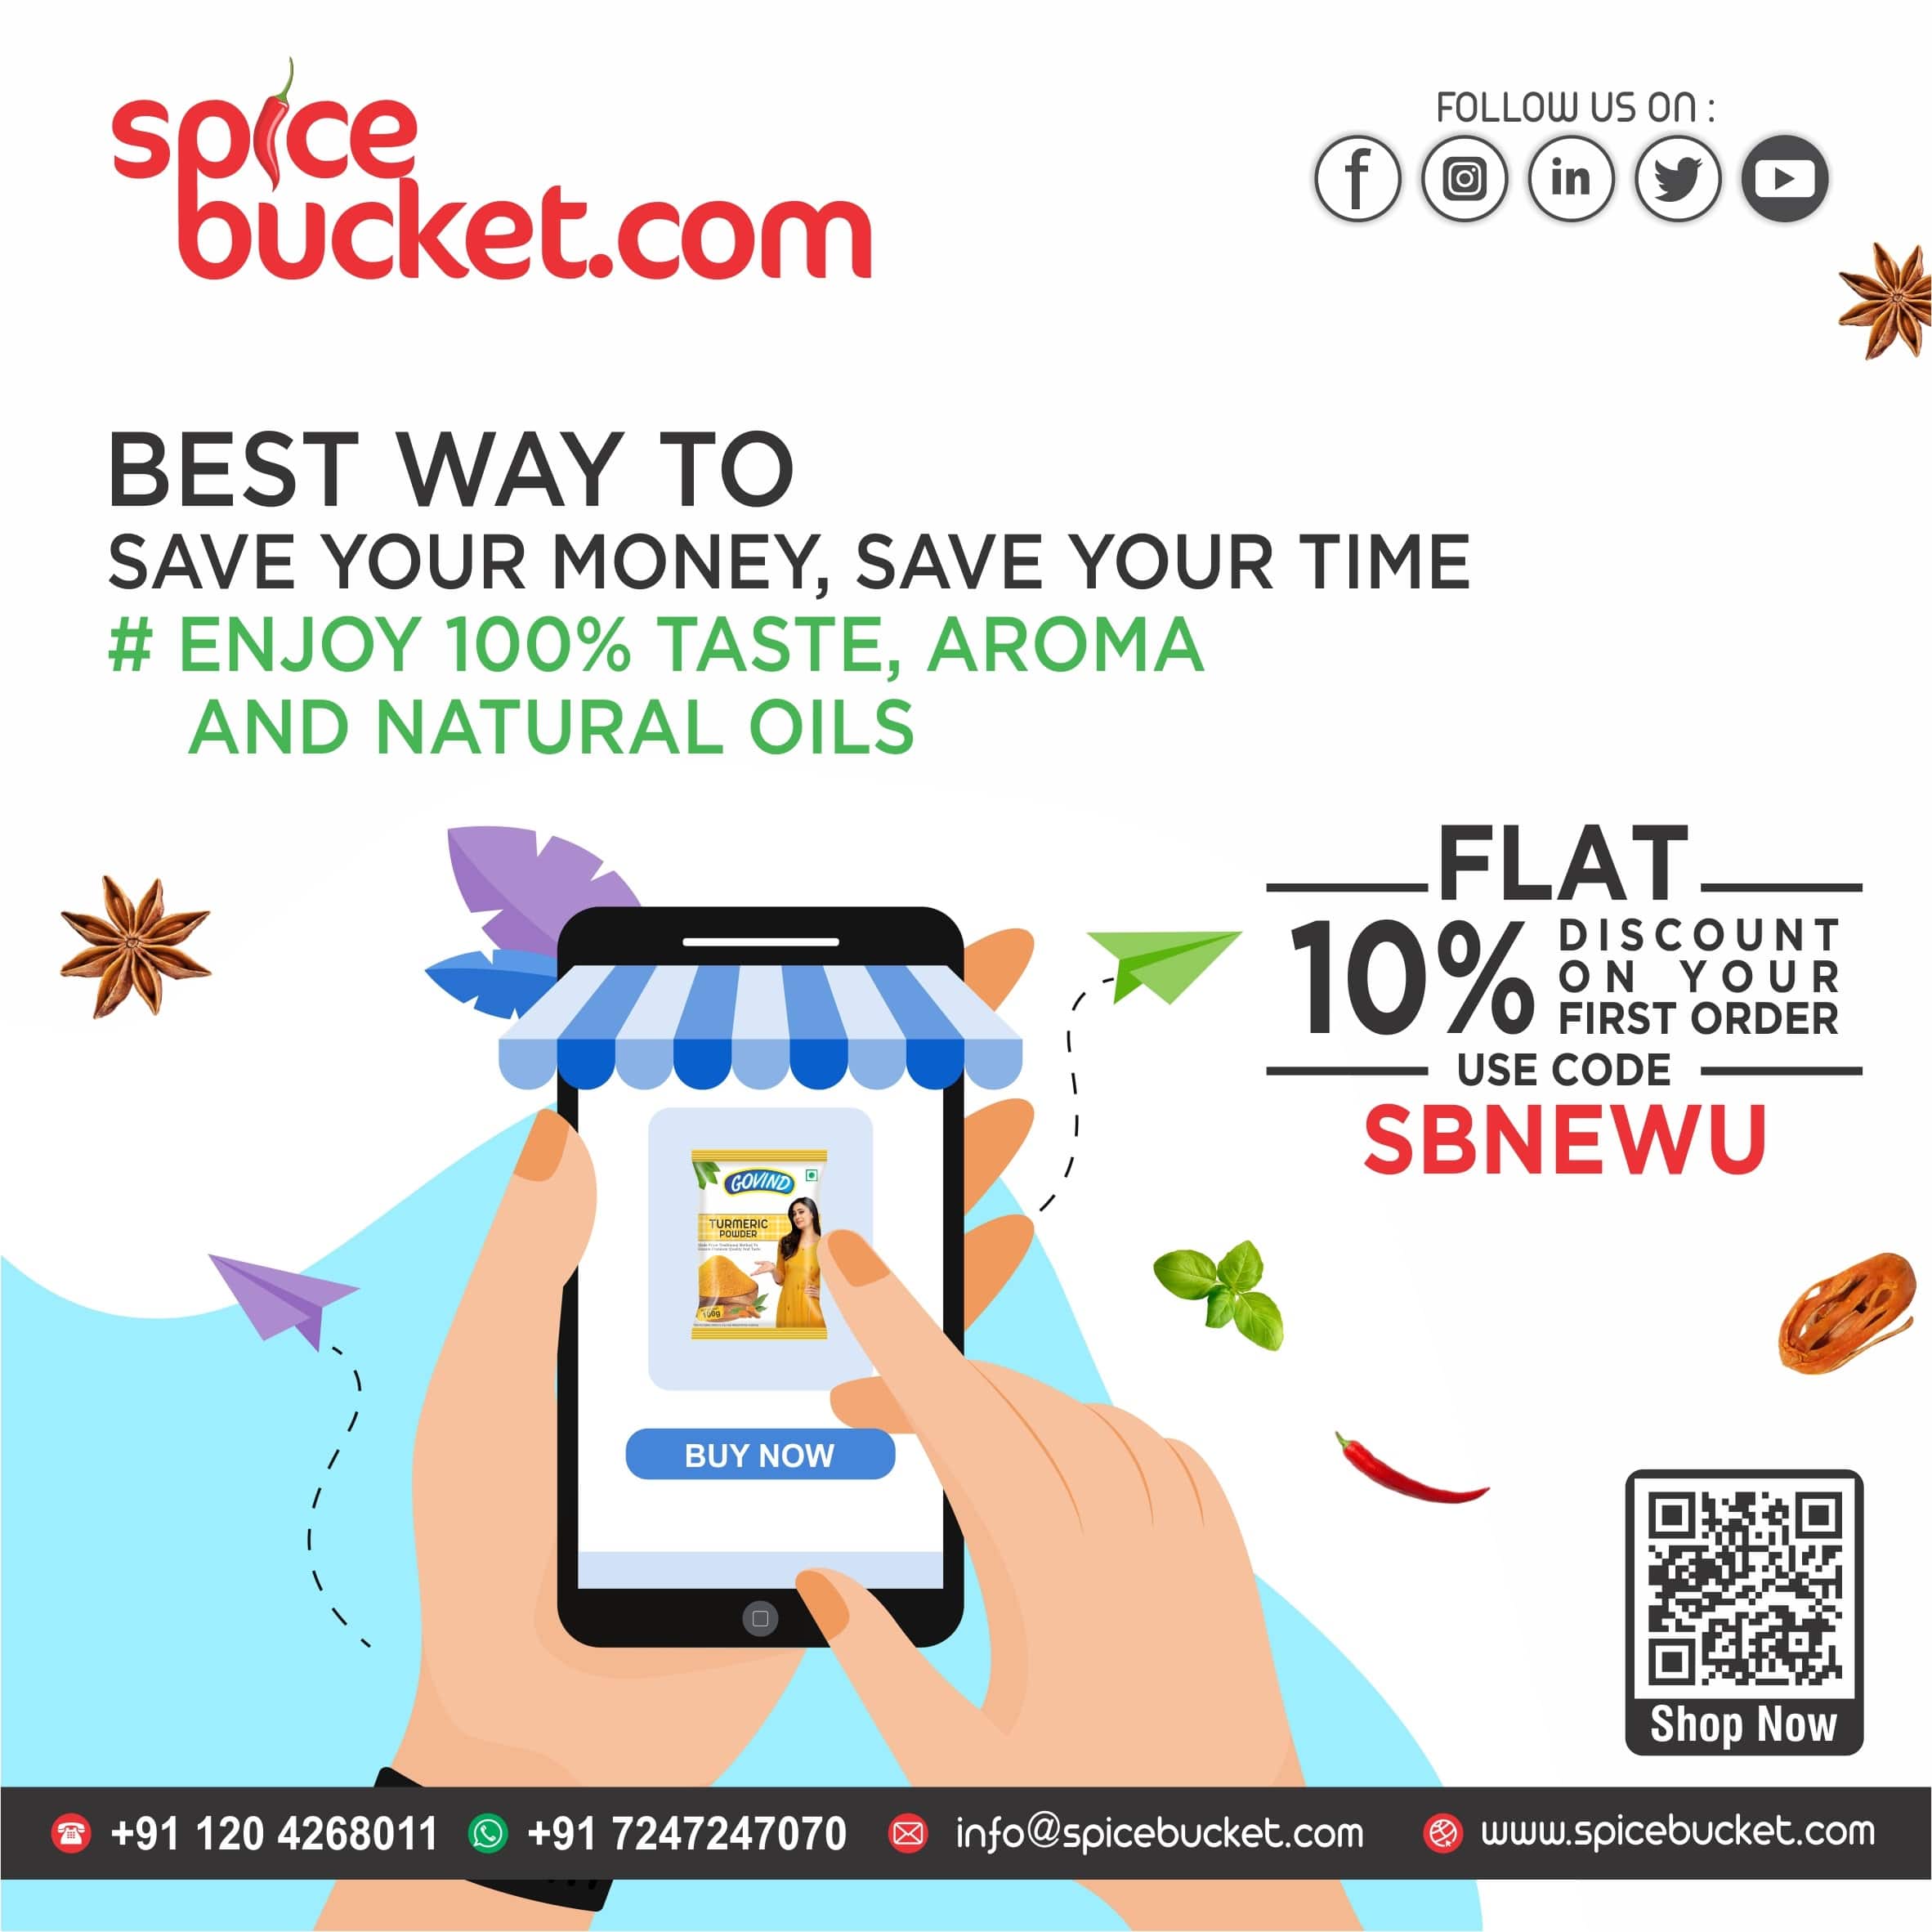 spice
bucket.com
FOLLOW US ON :
f
in
BEST WAY TO
SAVE YOUR MONEY, SAVE YOUR TIME
# ENJOY 100% TASTE, AROMA
AND NATURAL OILS
FLAT
10%
DISCOUNT
ON YOUR
FIRST ORDER
USE CODE
SBNEWU
GOVIND
TURMERIC
POWDER
100g
BUY NOW
Shop Now
+91 120 4268011
+91 7247247070
info@spicebucket.com
www.spicebucket.com